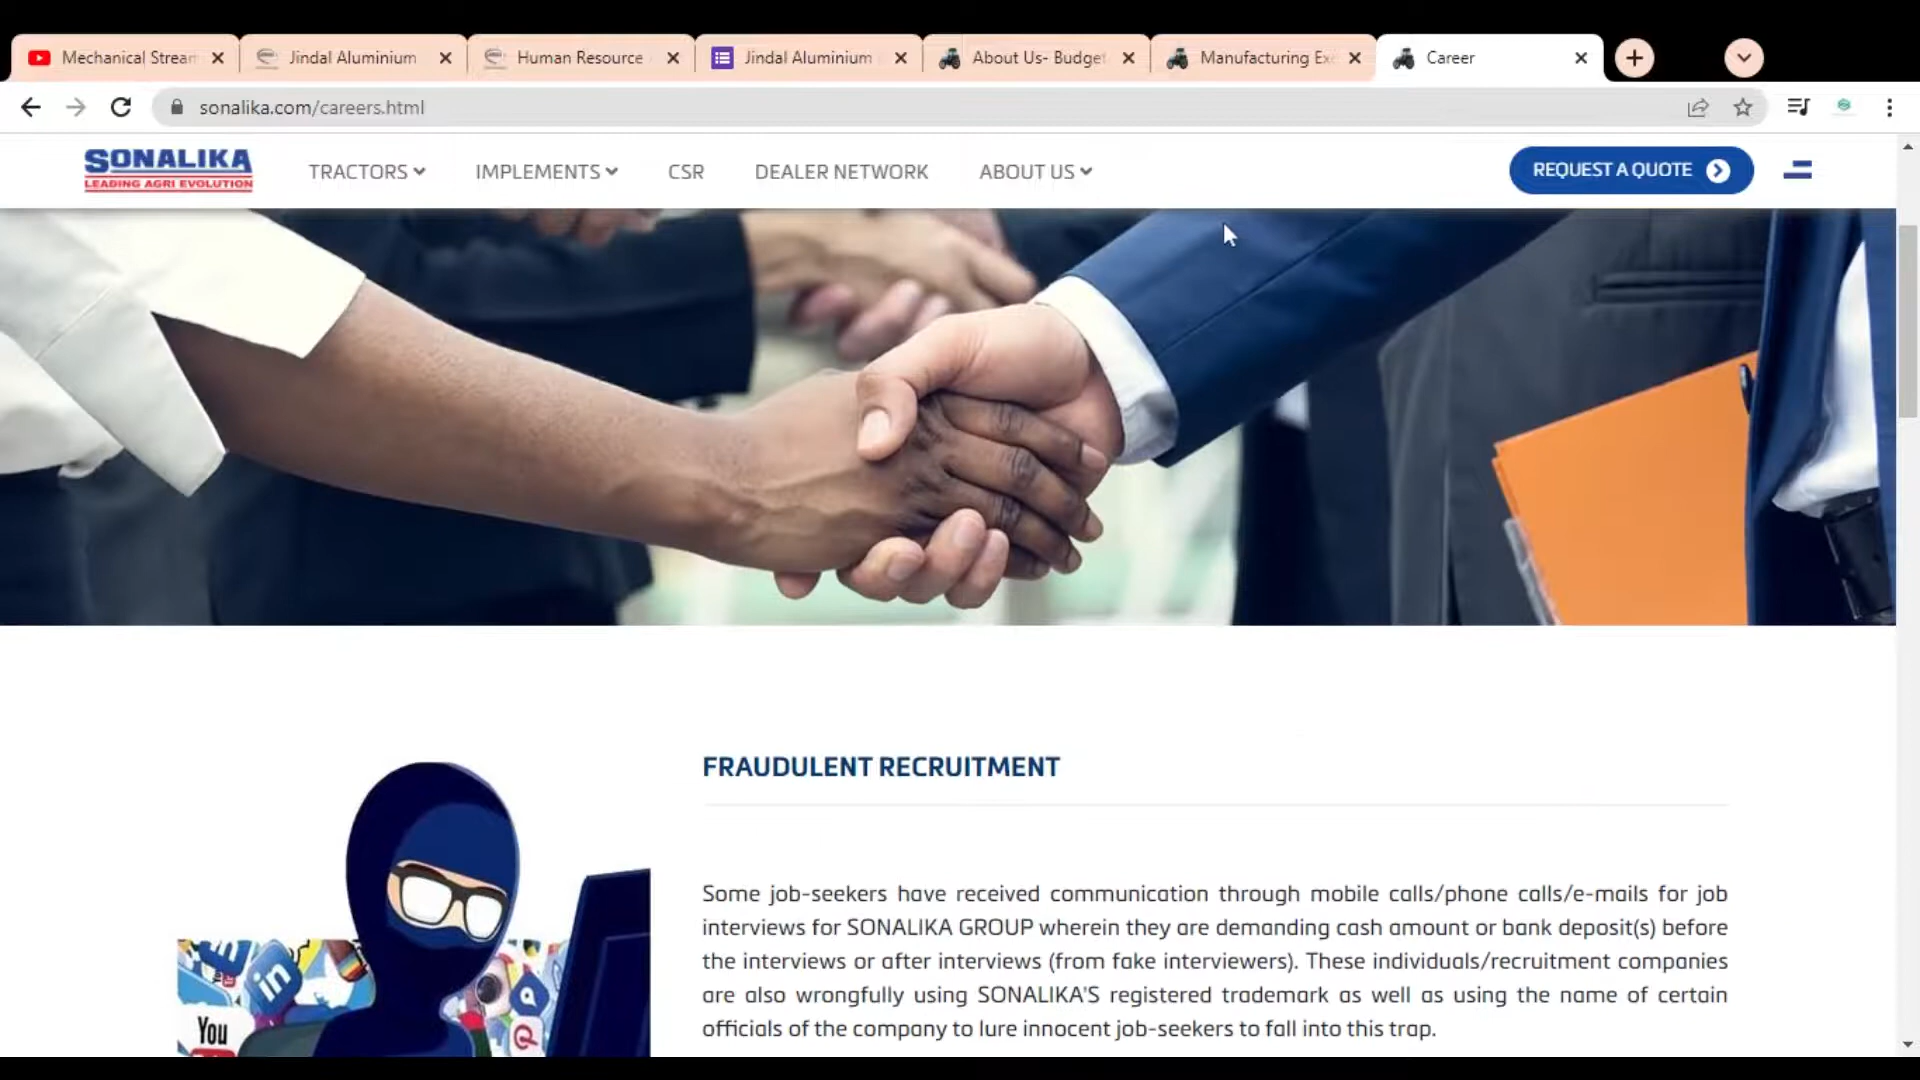 Mechanical Stream
Jindal Aluminium
Human Resource
Jindal Aluminium
About Us- Budget
Manufacturing Exe
Career
sonalika.com/careers.html
SONALIKA
LEADING AGRI EVOLUTION
TRACTORS
IMPLEMENTS
CSR
DEALER NETWORK
ABOUT US
REQUEST A QUOTE
FRAUDULENT RECRUITMENT
Some job-seekers have received communication through mobile calls/phone calls/e-mails for job
interviews for SONALIKA GROUP wherein they are demanding cash amount or bank deposit(s) before
the interviews or after interviews (from fake interviewers). These individuals/recruitment companies
are also wrongfully using SONALIKA'S registered trademark as well as using the name of certain
officials of the company to lure innocent job-seekers to fall into this trap.
in
You